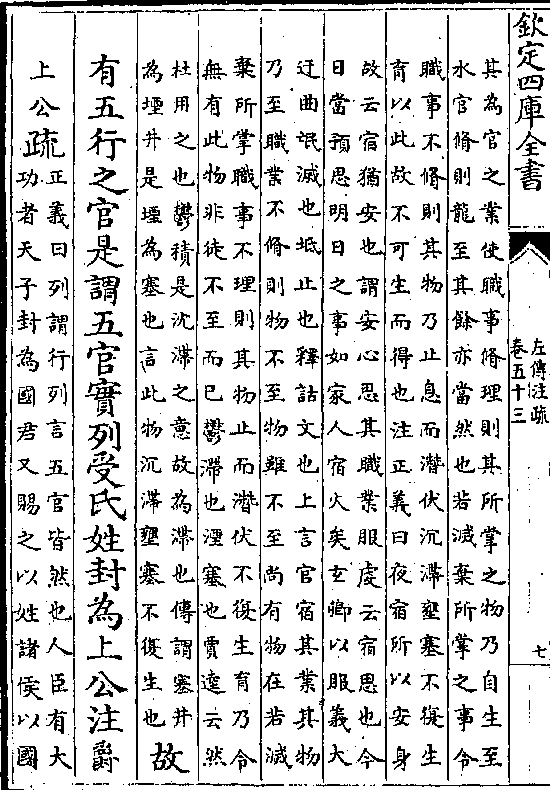 欽定四庫全書
左傳注疏
卷五十三
七
其為官之業使職事脩理則其所掌之物乃自生至
水官脩則龍至其餘亦當然也若滅棄所掌之事令
職事不脩則其物乃止息而潛伏沉滯壅塞不復生
育以此故不可生而得也注正義曰夜宿所以安身
故云宿猶安也謂安心思其職業服䖍云宿思也今
日當預思明日之事如家人宿火矣玄卿以服義大
迂曲泯滅也坻止也釋詁文也上言官宿其業其物
乃至職業不脩則物不至物雖不至尚有物在若滅
棄所掌職事不理則其物止而潛伏不復生育乃令
無有此物非徒不至而已鬱滯也湮塞也賈逵云然
杜用之也鬱積是沉滯之意故為滯也傳謂塞井
為堙井是堙為塞也言此物沉滯壅塞不復生也故
有五行之官是謂五官實列受氏姓封為上公注爵
上公疏正義曰列謂行列言五官皆然也人臣有大
功者天子封為國君又賜之以姓諸侯以國